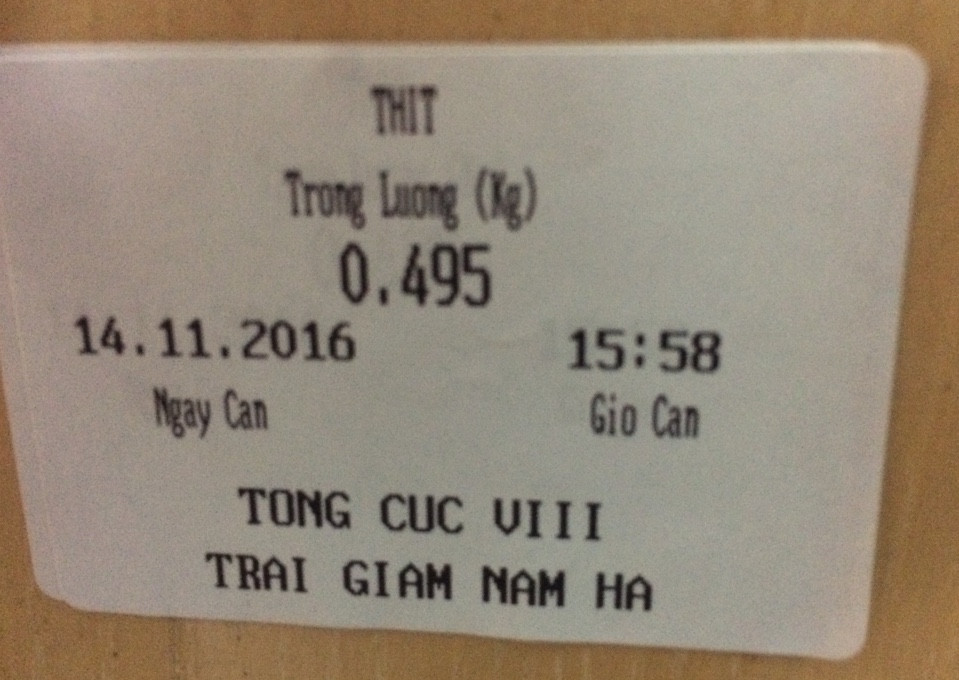 THIT
Trong Luong (Kg)
0.495
14.11.2016 15:58
Ngay Can Gio Can
TONG CUC VIII
TRAI GIAM NAM HA